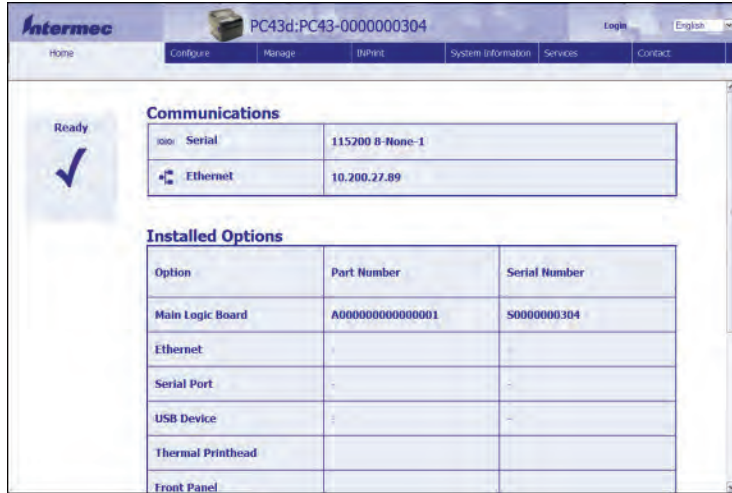 Intermec
PC43d:PC43-0000000304
Login
English
Home
Configure
Manage
INPrint
System Information
Services
Contact
Ready
Communications
Serial 115200 8-None-1
Ethernet 10.200.27.89
Installed Options
Option Part Number Serial Number
Main Logic Board A000000000000001 S0000000304
Ethernet - -
Serial Port - -
USB Device - -
Thermal Printhead
Front Panel